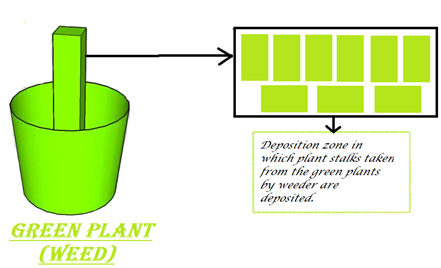 Deposition zone in
which plant stalks taken
from the green plants
by weeder are
deposited.
GREEN PLANT
(WEED)